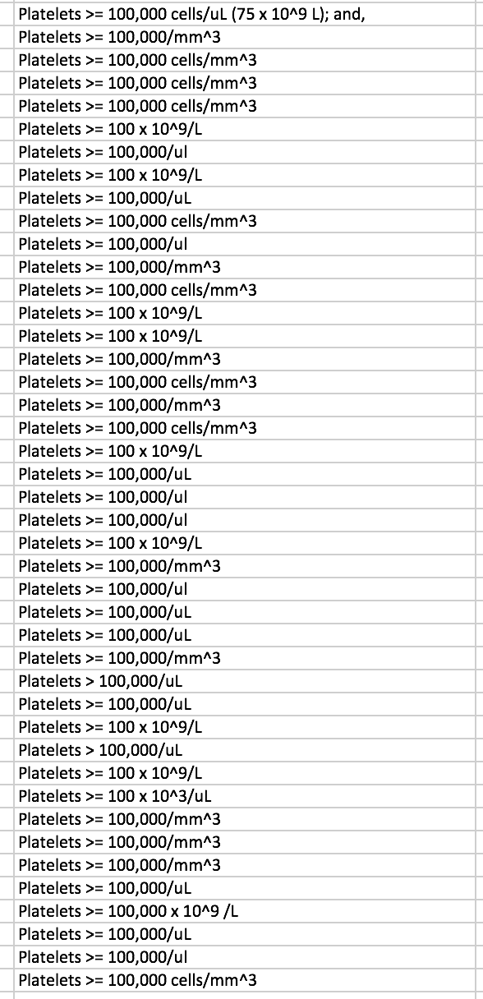 Platelets >= 100,000 cells/uL (75 x 10^9 L); and,
Platelets >= 100,000/mm^3
Platelets >= 100,000 cells/mm^3
Platelets >= 100,000 cells/mm^3
Platelets >= 100,000 cells/mm^3
Platelets >= 100 x 10^9/L
Platelets >= 100,000/ul
Platelets >= 100 x 10^9/L
Platelets >= 100,000/uL
Platelets >= 100,000 cells/mm^3
Platelets >= 100,000/ul
Platelets >= 100,000/mm^3
Platelets >= 100,000 cells/mm^3
Platelets >= 100 x 10^9/L
Platelets >= 100 x 10^9/L
Platelets >= 100,000/mm^3
Platelets >= 100,000 cells/mm^3
Platelets >= 100,000/mm^3
Platelets >= 100,000 cells/mm^3
Platelets >= 100 x 10^9/L
Platelets >= 100,000/uL
Platelets >= 100,000/ul
Platelets >= 100,000/ul
Platelets >= 100 x 10^9/L
Platelets >= 100,000/mm^3
Platelets >= 100,000/ul
Platelets >= 100,000/uL
Platelets >= 100,000/uL
Platelets >= 100,000/mm^3
Platelets > 100,000/uL
Platelets >= 100,000/uL
Platelets >= 100 x 10^9/L
Platelets > 100,000/uL
Platelets >= 100 x 10^9/L
Platelets >= 100 x 10^3/uL
Platelets >= 100,000/mm^3
Platelets >= 100,000/mm^3
Platelets >= 100,000/mm^3
Platelets >= 100,000/uL
Platelets >= 100,000 x 10^9 /L
Platelets >= 100,000/uL
Platelets >= 100,000/ul
Platelets >= 100,000 cells/mm^3